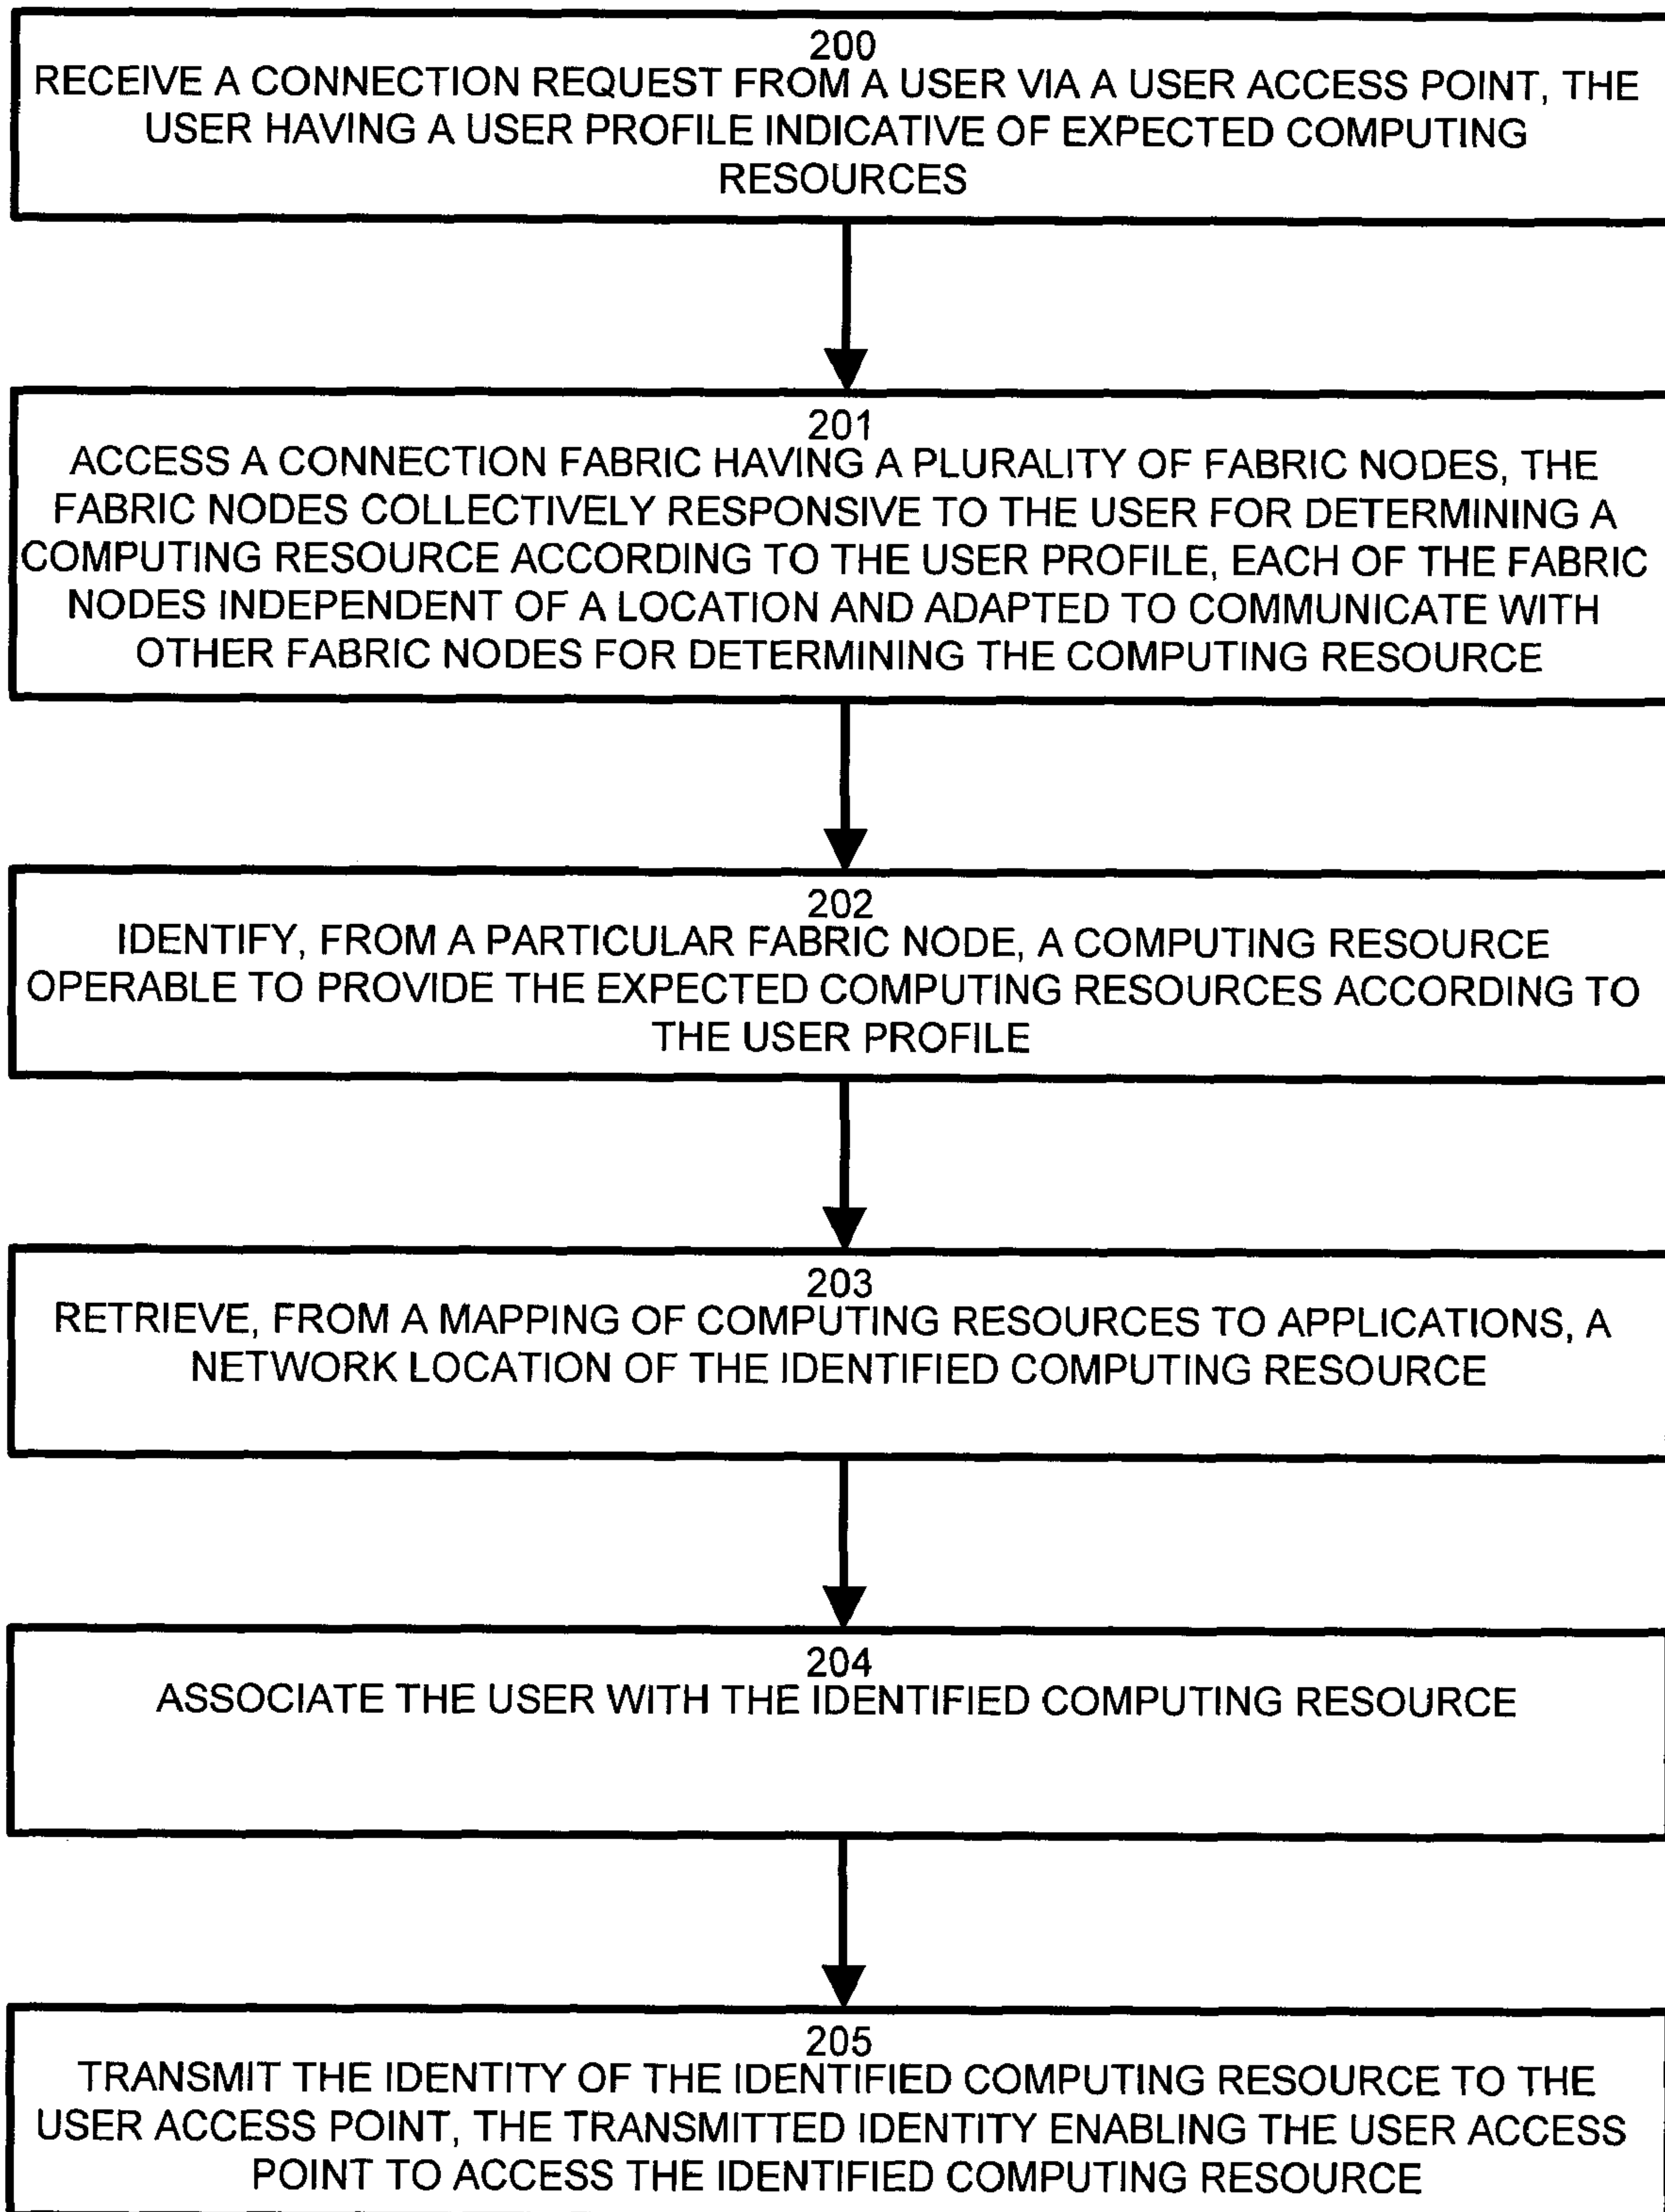 200
RECEIVE A CONNECTION REQUEST FROM A USER VIA A USER ACCESS POINT, THE
USER HAVING A USER PROFILE INDICATIVE OF EXPECTED COMPUTING
RESOURCES
201
ACCESS A CONNECTION FABRIC HAVING A PLURALITY OF FABRIC NODES, THE
FABRIC NODES COLLECTIVELY RESPONSIVE TO THE USER FOR DETERMINING A
COMPUTING RESOURCE ACCORDING TO THE USER PROFILE, EACH OF THE FABRIC
NODES INDEPENDENT OF A LOCATION AND ADAPTED TO COMMUNICATE WITH
OTHER FABRIC NODES FOR DETERMINING THE COMPUTING RESOURCE
202
IDENTIFY, FROM A PARTICULAR FABRIC NODE, A COMPUTING RESOURCE
OPERABLE TO PROVIDE THE EXPECTED COMPUTING RESOURCES ACCORDING TO
THE USER PROFILE
203
RETRIEVE, FROM A MAPPING OF COMPUTING RESOURCES TO APPLICATIONS, A
NETWORK LOCATION OF THE IDENTIFIED COMPUTING RESOURCE
204
ASSOCIATE THE USER WITH THE IDENTIFIED COMPUTING RESOURCE
205
TRANSMIT THE IDENTITY OF THE IDENTIFIED COMPUTING RESOURCE TO THE
USER ACCESS POINT, THE TRANSMITTED IDENTITY ENABLING THE USER ACCESS
POINT TO ACCESS THE IDENTIFIED COMPUTING RESOURCE